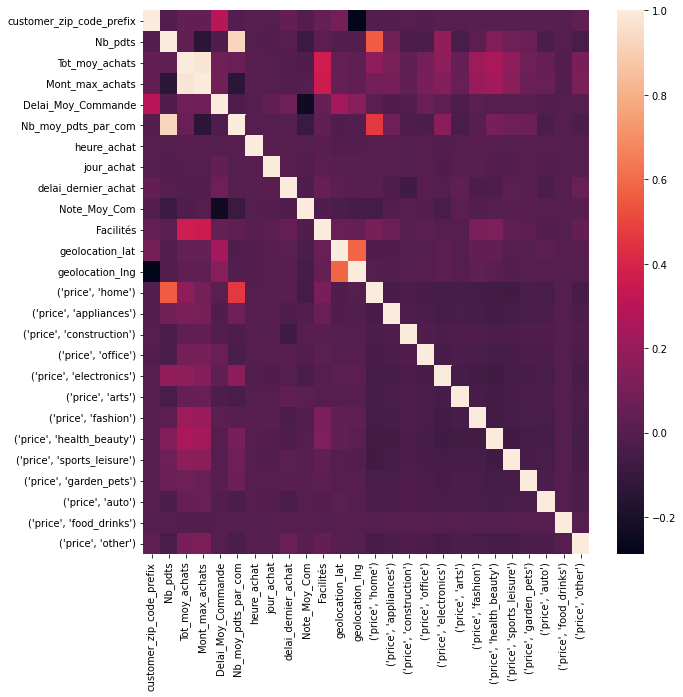 customer_zip_code_prefix
Nb_pdts
Tot_moy_achats
Mont_max_achats
Delai_Moy_Commande
Nb_moy_pdts_par_com
heure_achat
jour_achat
delai_dernier_achat
Note_Moy_Com
Facilités
geolocation_lat
geolocation_lng
('price', 'home')
('price', 'appliances')
('price', 'construction')
('price', 'office')
('price', 'electronics')
('price', 'arts')
('price', 'fashion')
('price', 'health_beauty')
('price', 'sports_leisure')
('price', 'garden_pets')
('price', 'auto')
('price', 'food_drinks')
('price', 'other')
customer_zip_code_prefix
Nb_pdts
Tot_moy_achats
Mont_max_achats
Delai_Moy_Commande
Nb_moy_pdts_par_com
heure_achat
jour_achat
delai_dernier_achat
Note_Moy_Com
Facilités
geolocation_lat
geolocation_lng
('price', 'home')
('price', 'appliances')
('price', 'construction')
('price', 'office')
('price', 'electronics')
('price', 'arts')
('price', 'fashion')
('price', 'health_beauty')
('price', 'sports_leisure')
('price', 'garden_pets')
('price', 'auto')
('price', 'food_drinks')
('price', 'other')
1.0
0.8
0.6
0.4
0.2
0.0
−0.2